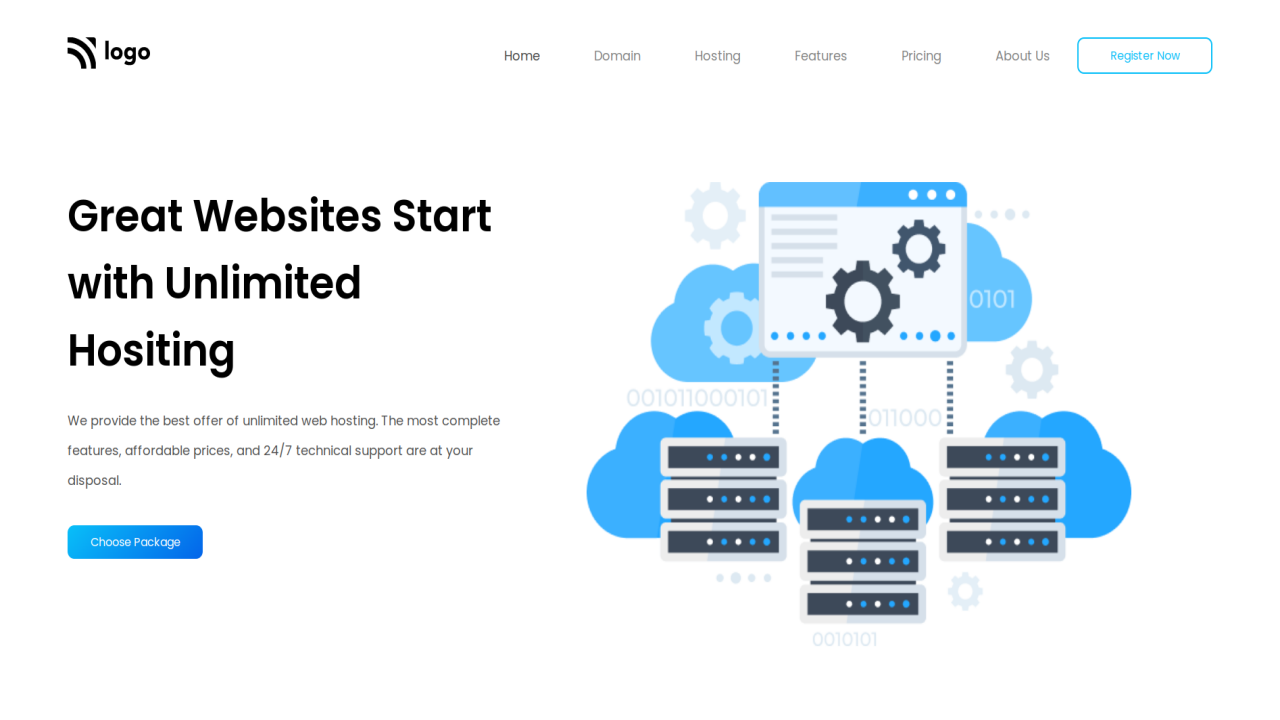 logo
Home
Domain
Hosting
Features
Pricing
About Us
Register Now
Great Websites Start
with Unlimited
Hositing
We provide the best offer of unlimited web hosting. The most complete
features, affordable prices, and 24/7 technical support are at your
disposal.
Choose Package
0101
001011000101
011000
0010101